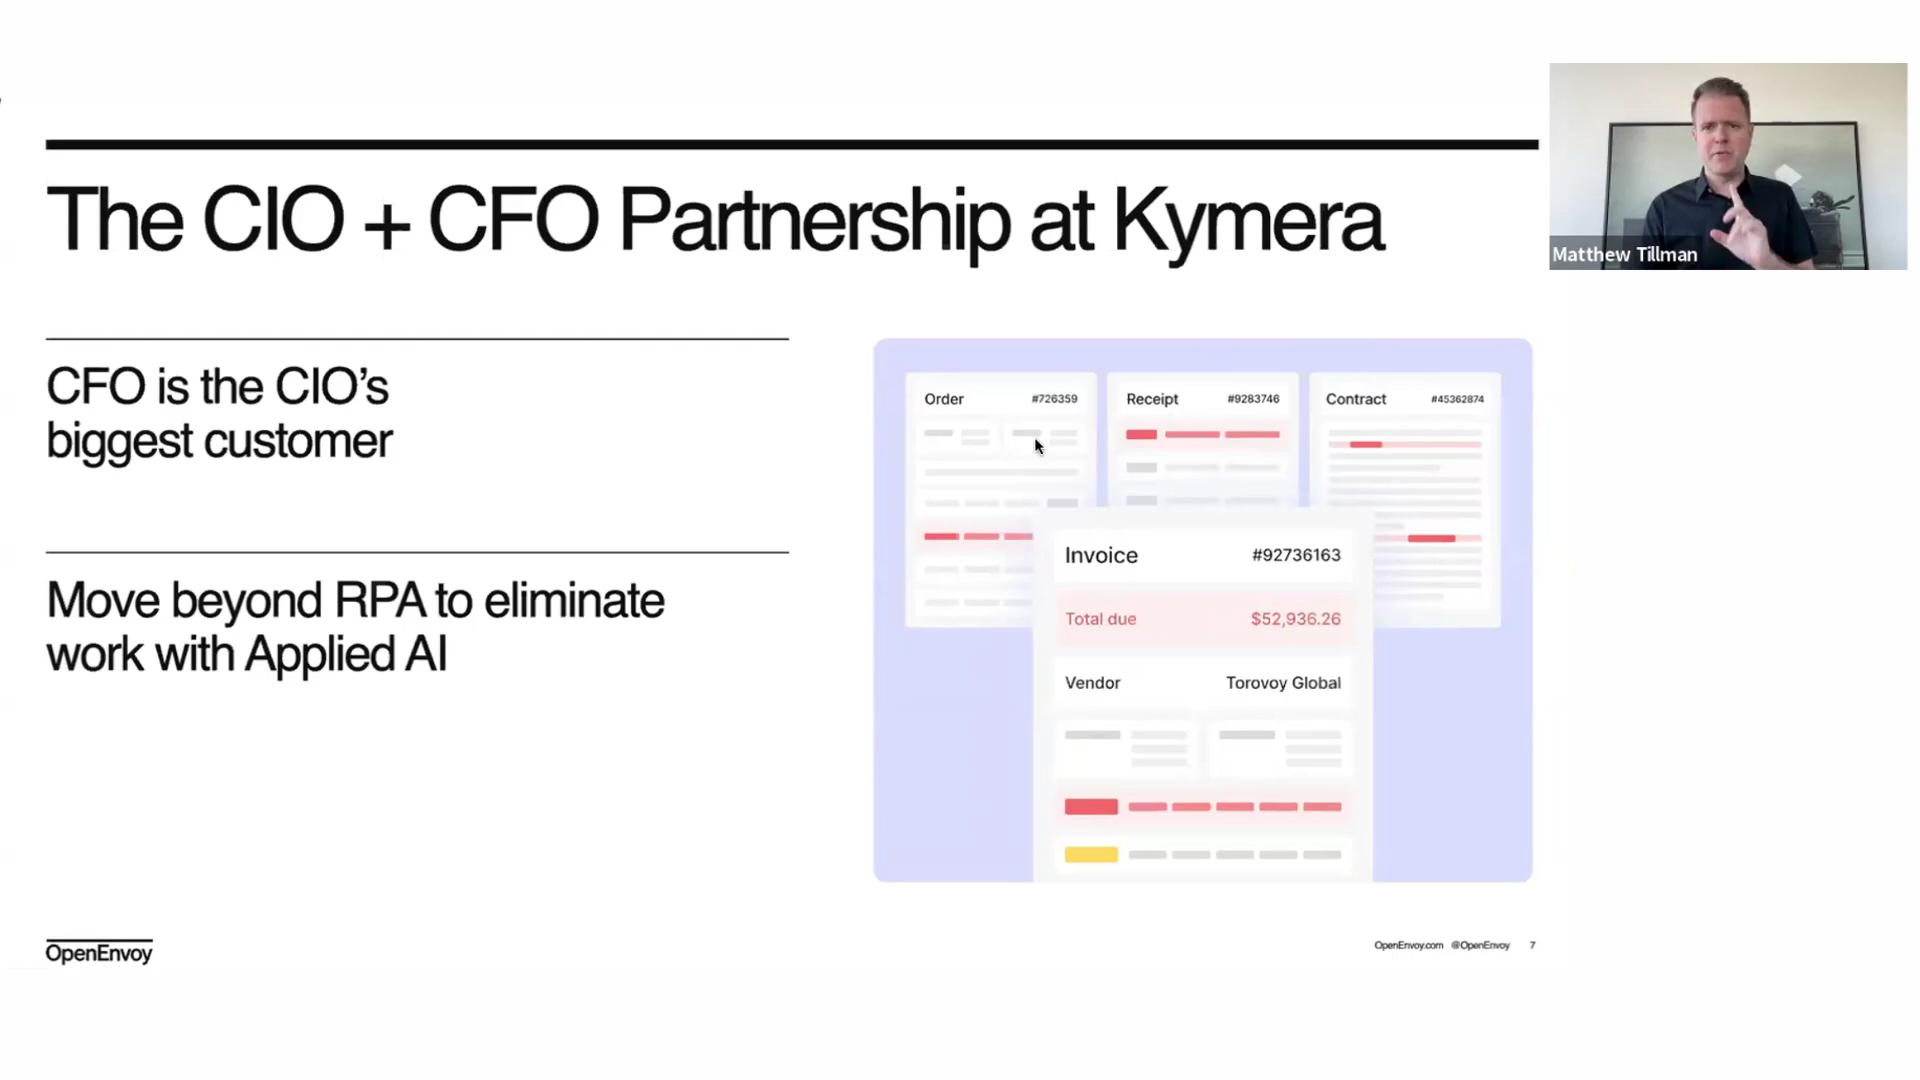 The CIO + CFO Partnership at Kymera
Matthew Tillman
CFO is the CIO’s
biggest customer
Move beyond RPA to eliminate
work with Applied AI
Order #726359
Receipt #9283746
Contract #45362874
Invoice #92736163
Total due $52,936.26
Vendor Torovoy Global
OpenEnvoy
OpenEnvoy.com @OpenEnvoy 7